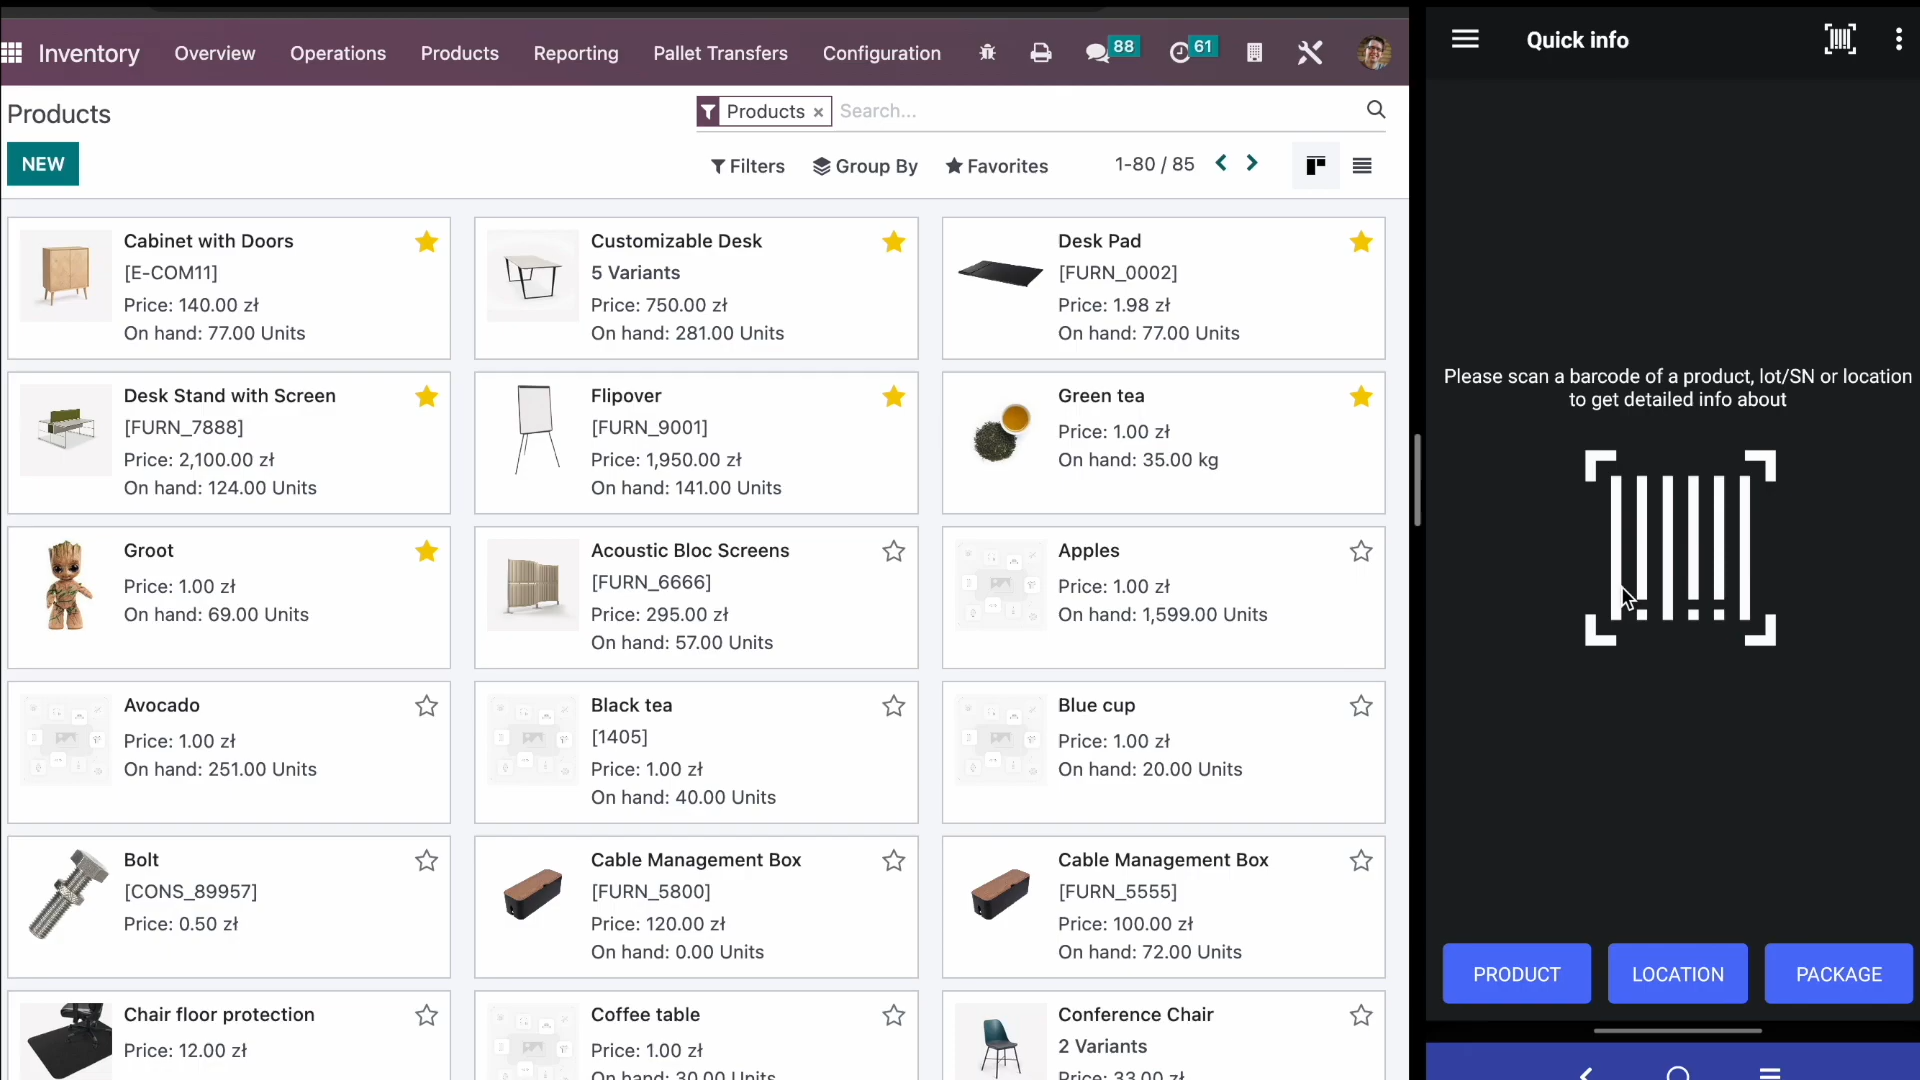 Inventory Overview Operations Products Reporting Pallet Transfers Configuration 88 61
Products
Products × Search...
NEW
Filters Group By Favorites 1-80 / 85
Cabinet with Doors
[E-COM11]
Price: 140.00 zł
On hand: 77.00 Units
Customizable Desk
5 Variants
Price: 750.00 zł
On hand: 281.00 Units
Desk Pad
[FURN_0002]
Price: 1.98 zł
On hand: 77.00 Units
Desk Stand with Screen
[FURN_7888]
Price: 2,100.00 zł
On hand: 124.00 Units
Flipover
[FURN_9001]
Price: 1,950.00 zł
On hand: 141.00 Units
Green tea
Price: 1.00 zł
On hand: 35.00 kg
Groot
Price: 1.00 zł
On hand: 69.00 Units
Acoustic Bloc Screens
[FURN_6666]
Price: 295.00 zł
On hand: 57.00 Units
Apples
Price: 1.00 zł
On hand: 1,599.00 Units
Avocado
Price: 1.00 zł
On hand: 251.00 Units
Black tea
[1405]
Price: 1.00 zł
On hand: 40.00 Units
Blue cup
Price: 1.00 zł
On hand: 20.00 Units
Bolt
[CONS_89957]
Price: 0.50 zł
Cable Management Box
[FURN_5800]
Price: 120.00 zł
On hand: 0.00 Units
Cable Management Box
[FURN_5555]
Price: 100.00 zł
On hand: 72.00 Units
Chair floor protection
Price: 12.00 zł
Coffee table
Price: 1.00 zł
On hand: 30.00 Units
Conference Chair
2 Variants
Price: 33.00 zł
Quick info
Please scan a barcode of a product, lot/SN or location
to get detailed info about
PRODUCT LOCATION PACKAGE